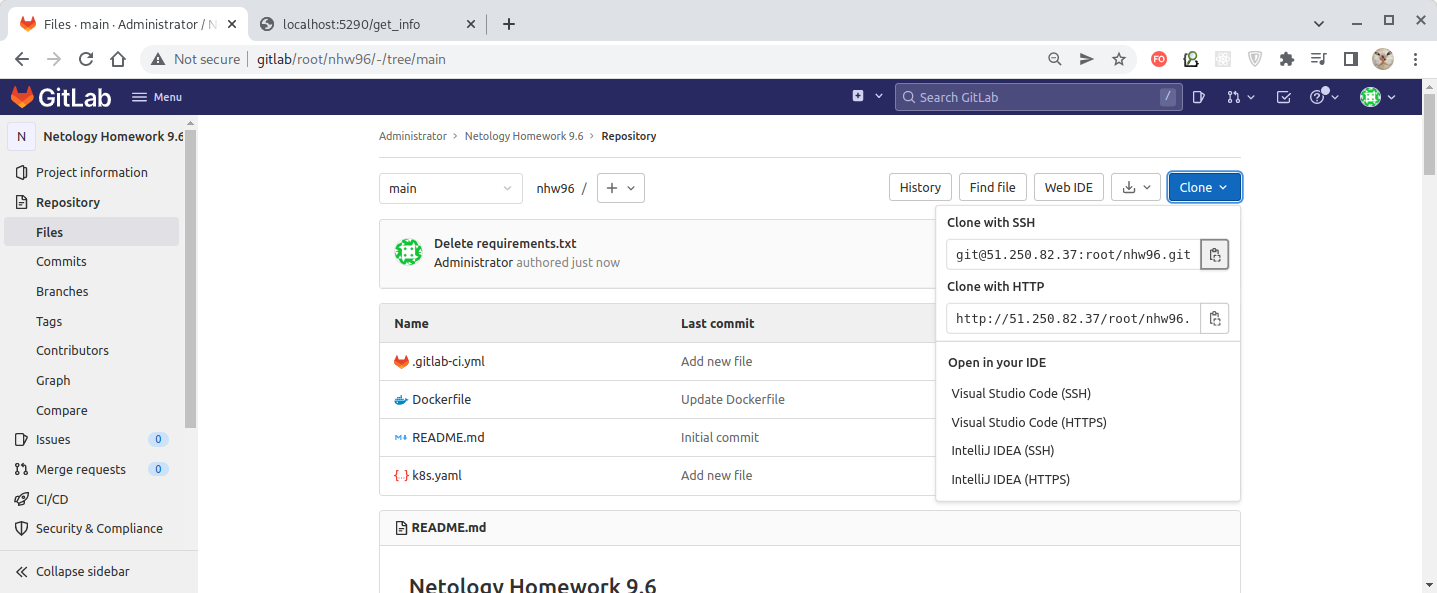 Files · main · Administrator / N
localhost:5290/get_info
Not secure
gitlab/root/nhw96/-/tree/main
FO
GitLab
Menu
Search GitLab
/
N
Netology Homework 9.6
Project information
Repository
Files
Commits
Branches
Tags
Contributors
Graph
Compare
Issues
0
Merge requests
0
CI/CD
Security & Compliance
Collapse sidebar
Administrator > Netology Homework 9.6 > Repository
main
nhw96 /
History
Find file
Web IDE
Clone
Delete requirements.txt
Administrator authored just now
Name
Last commit
.gitlab-ci.yml
Add new file
Dockerfile
Update Dockerfile
README.md
Initial commit
k8s.yaml
Add new file
Clone with SSH
git@51.250.82.37:root/nhw96.git
Clone with HTTP
http://51.250.82.37/root/nhw96.
Open in your IDE
Visual Studio Code (SSH)
Visual Studio Code (HTTPS)
IntelliJ IDEA (SSH)
IntelliJ IDEA (HTTPS)
README.md
Netology Homework 9.6